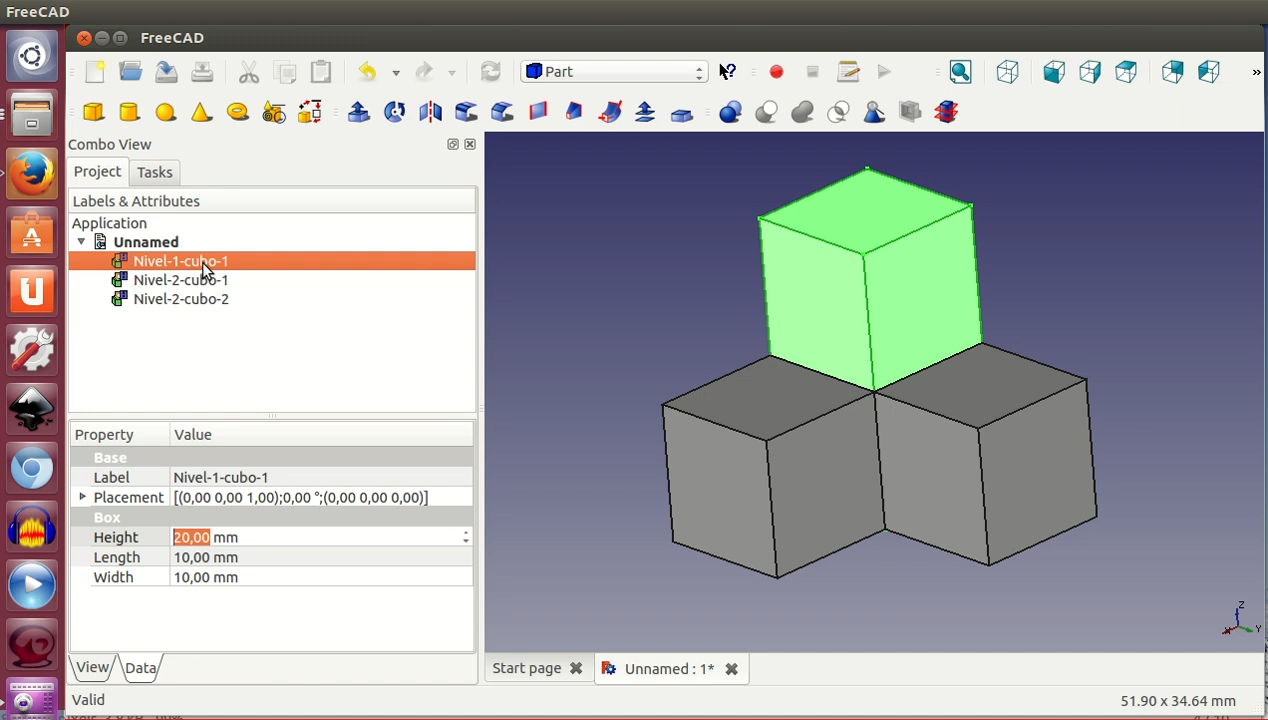 FreeCAD
FreeCAD
Part
»
Combo View
Project
Tasks
Labels & Attributes
Application
Unnamed
Nivel-1-cubo-1
Nivel-2-cubo-1
Nivel-2-cubo-2
Property
Value
Base
Label
Nivel-1-cubo-1
Placement
[(0,00 0,00 1,00);0,00 °;(0,00 0,00 0,00)]
Box
Height
20,00 mm
Length
10,00 mm
Width
10,00 mm
View
Data
Z
Y
Start page
Unnamed : 1*
Valid
51.90 x 34.64 mm